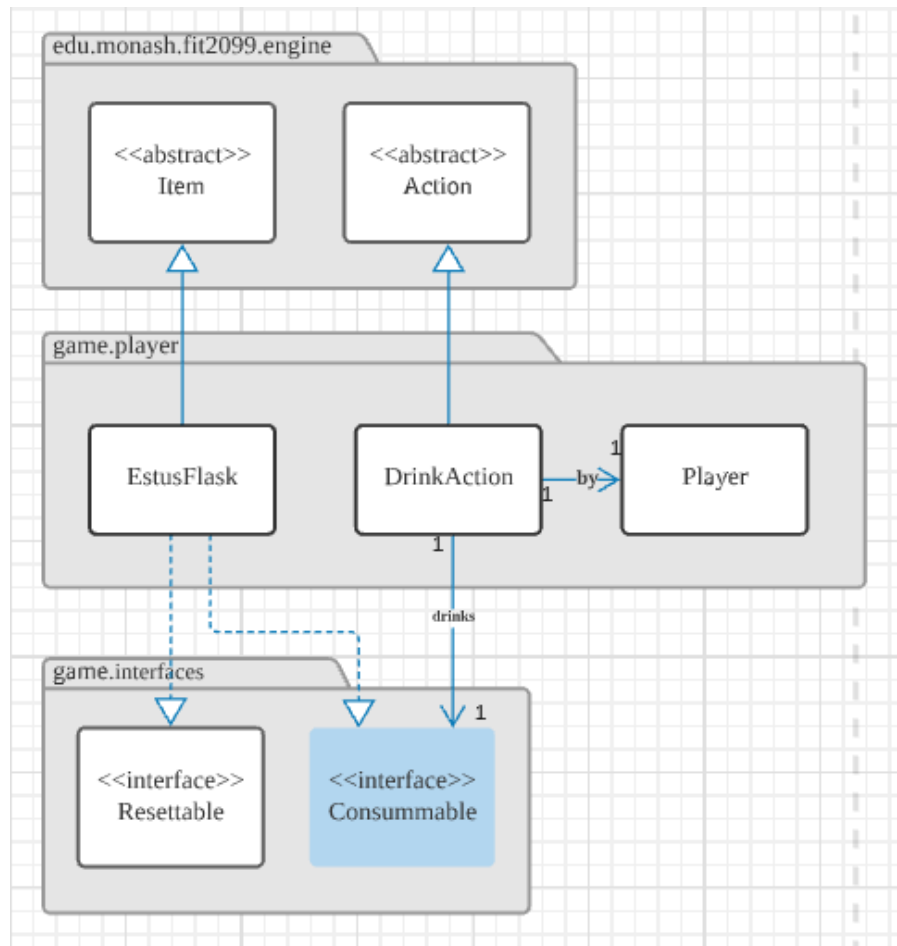 edu.monash.fit2099.engine
<<abstract>>
Item
<<abstract>>
Action
game.player
EstusFlask
DrinkAction
1
by
1
Player
1
drinks
game.interfaces
1
<<interface>>
Resettable
<<interface>>
Consummable